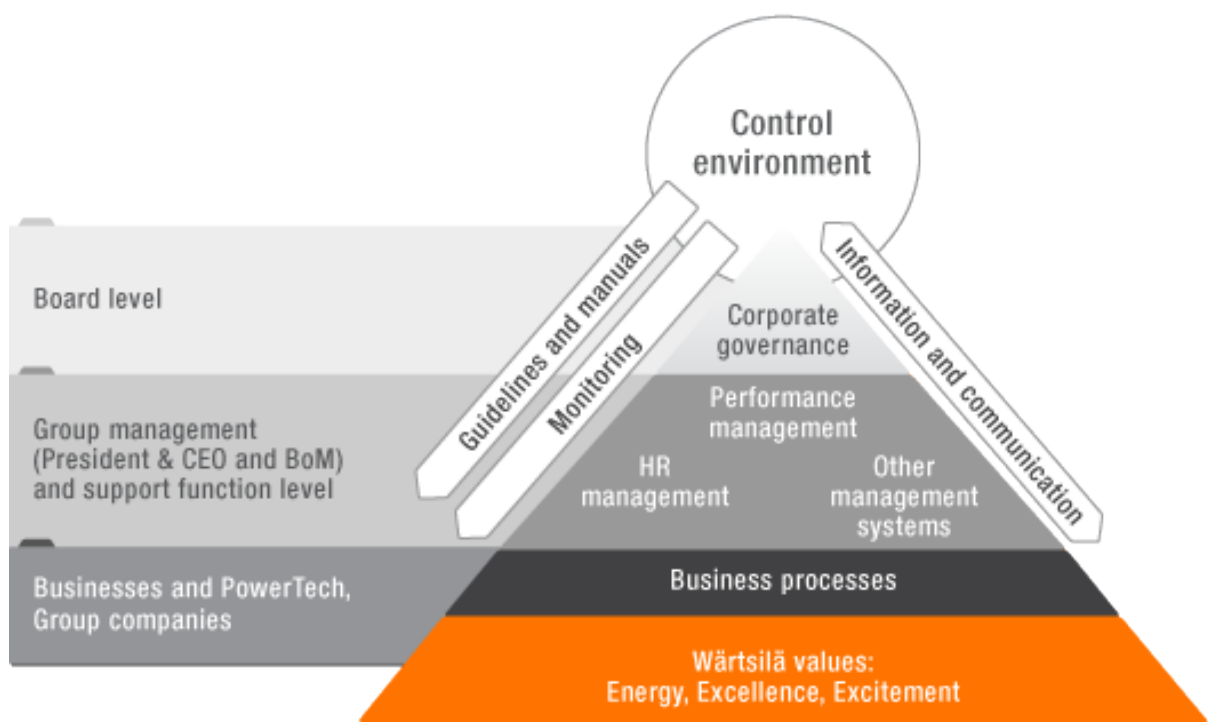 Control
environment
Guidelines and manuals
Monitoring
Information and communication
Board level
Corporate
governance
Group management
(President & CEO and BoM)
and support function level
Performance
management
HR
management
Other
management
systems
Businesses and PowerTech,
Group companies
Business processes
Wärtsilä values:
Energy, Excellence, Excitement